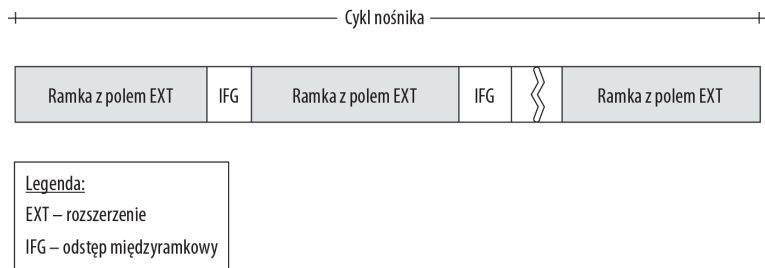 Cykl nośnika
Ramka z polem EXT IFG Ramka z polem EXT IFG Ramka z polem EXT
Legenda:
EXT – rozszerzenie
IFG – odstęp międzyramkowy